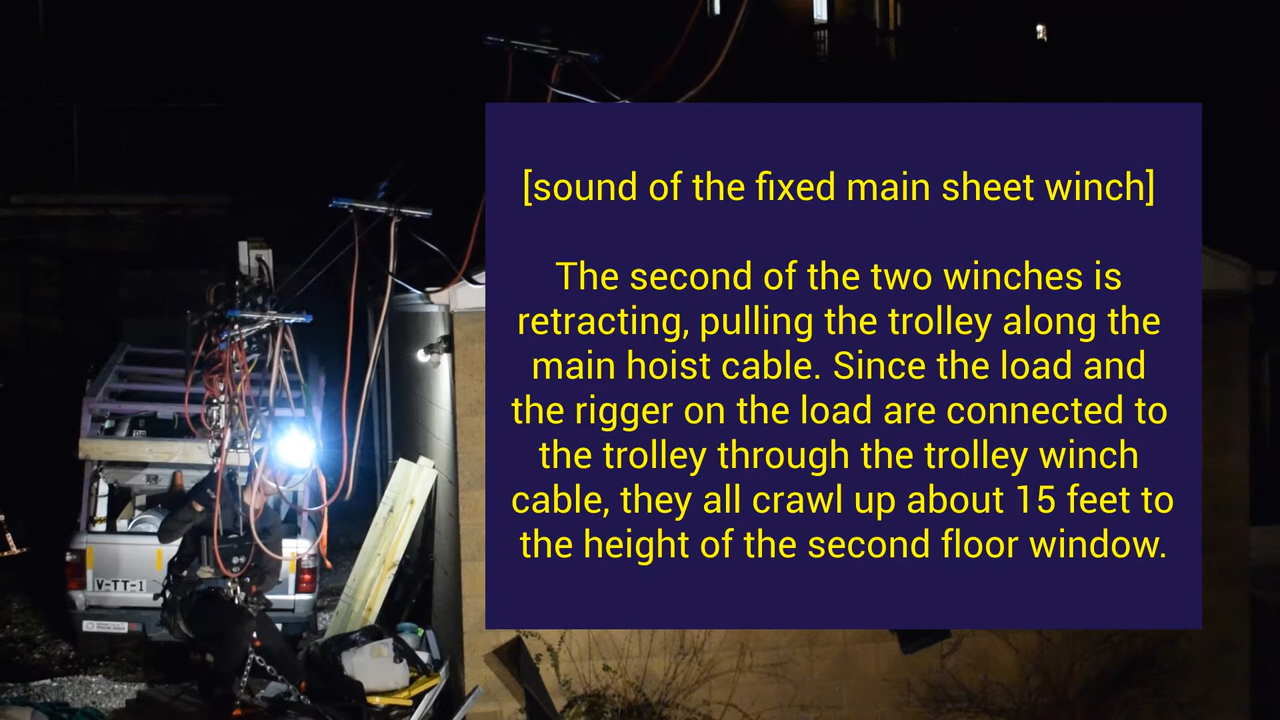 [sound of the fixed main sheet winch]
The second of the two winches is
retracting, pulling the trolley along the
main hoist cable. Since the load and
the rigger on the load are connected to
the trolley through the trolley winch
cable, they all crawl up about 15 feet to
the height of the second floor window.
V-TT-1